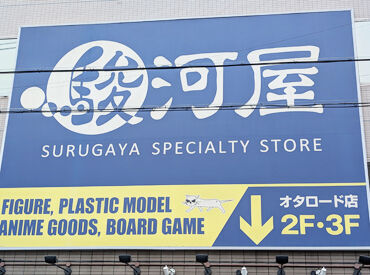 駿河屋
SURUGAYA SPECIALTY STORE
FIGURE, PLASTIC MODEL
ANIME GOODS, BOARD GAME
オタロード店
2F・3F